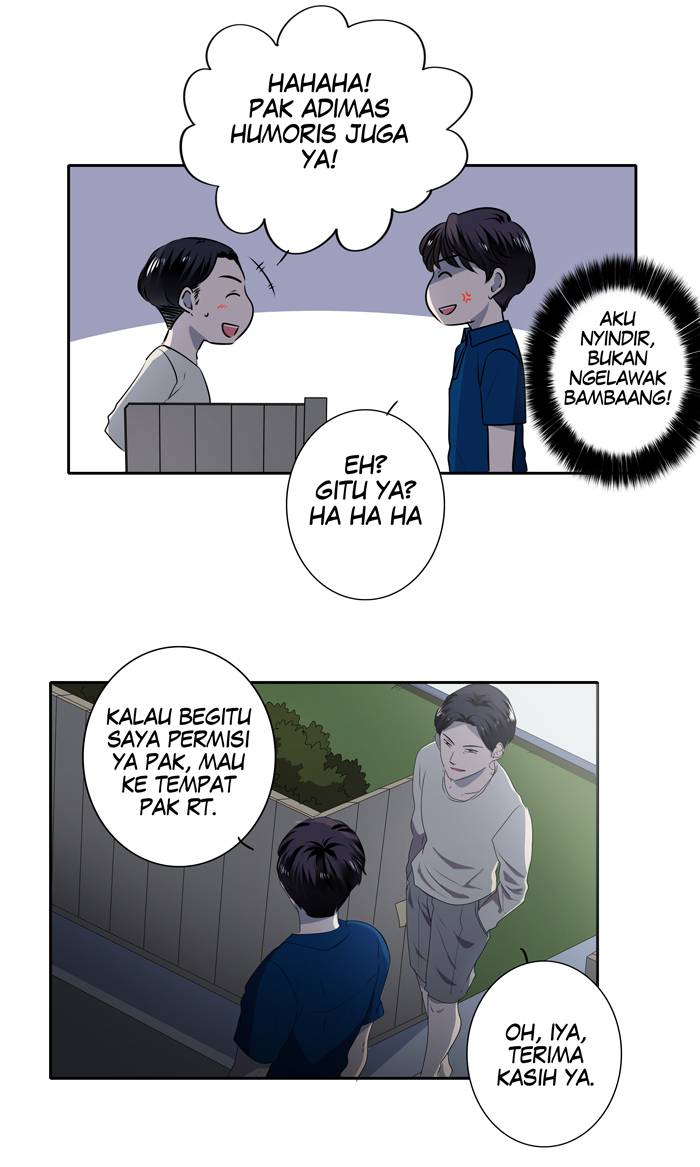 HAHAHA!
PAK ADIMAS
HUMORIS JUGA
YA!
AKU
NYINDIR,
BUKAN
NGELAWAK
BAMBAANG!
EH?
GITU YA?
HA HA HA
KALAU BEGITU
SAYA PERMISI
YA PAK, MAU
KE TEMPAT
PAK RT.
OH, IYA,
TERIMA
KASIH YA.